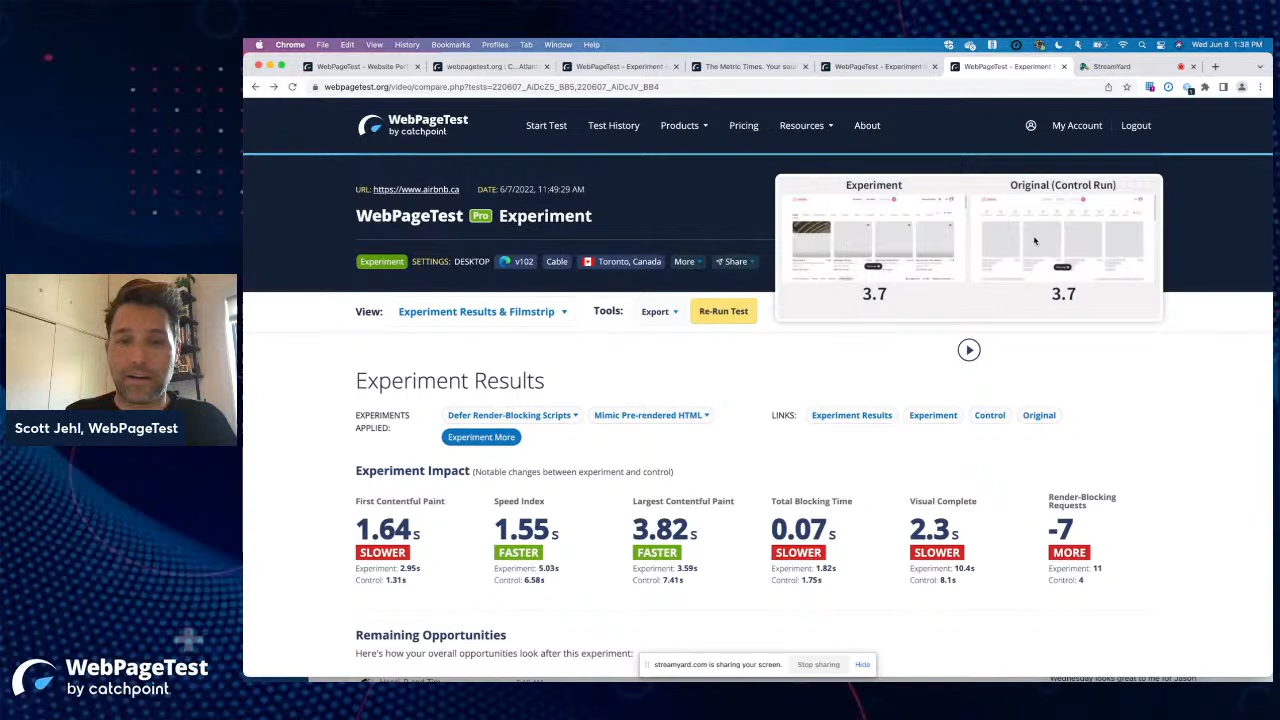 Chrome File Edit View History Bookmarks Profiles Tab Window Help
Wed Jun 8 1:38 PM
WebPageTest - Website Perf
webpagetest.org : C...Atlan
WebPageTest - Experiment
The Metric Times. Your sou
WebPageTest - Experiment
WebPageTest - Experiment
StreamYard
webpagetest.org/video/compare.php?tests=220607_AiDcZ5_BB5,220607_AiDcJV_BB4
WebPageTest
by catchpoint
Start Test Test History Products Pricing Resources About My Account Logout
URL: https://www.airbnb.ca DATE: 6/7/2022, 11:49:29 AM
WebPageTest Pro Experiment
Experiment SETTINGS: DESKTOP v102 Cable Toronto, Canada More Share
Experiment Original (Control Run)
3.7 3.7
View: Experiment Results & Filmstrip Tools: Export Re-Run Test
Experiment Results
EXPERIMENTS
APPLIED:
Defer Render-Blocking Scripts Mimic Pre-rendered HTML
Experiment More
LINKS: Experiment Results Experiment Control Original
Experiment Impact (Notable changes between experiment and control)
First Contentful Paint
1.64s
SLOWER
Experiment: 2.95s
Control: 1.31s
Speed Index
1.55s
FASTER
Experiment: 5.03s
Control: 6.58s
Largest Contentful Paint
3.82s
FASTER
Experiment: 3.59s
Control: 7.41s
Total Blocking Time
0.07s
SLOWER
Experiment: 1.82s
Control: 1.75s
Visual Complete
2.3s
SLOWER
Experiment: 10.4s
Control: 8.1s
Render-Blocking
Requests
-7
MORE
Experiment: 11
Control: 4
Remaining Opportunities
Here's how your overall opportunities look after this experiment:
streamyard.com is sharing your screen. Stop sharing Hide
Wednesday looks great to me for Jason
Scott Jehl, WebPageTest
WebPageTest
by catchpoint